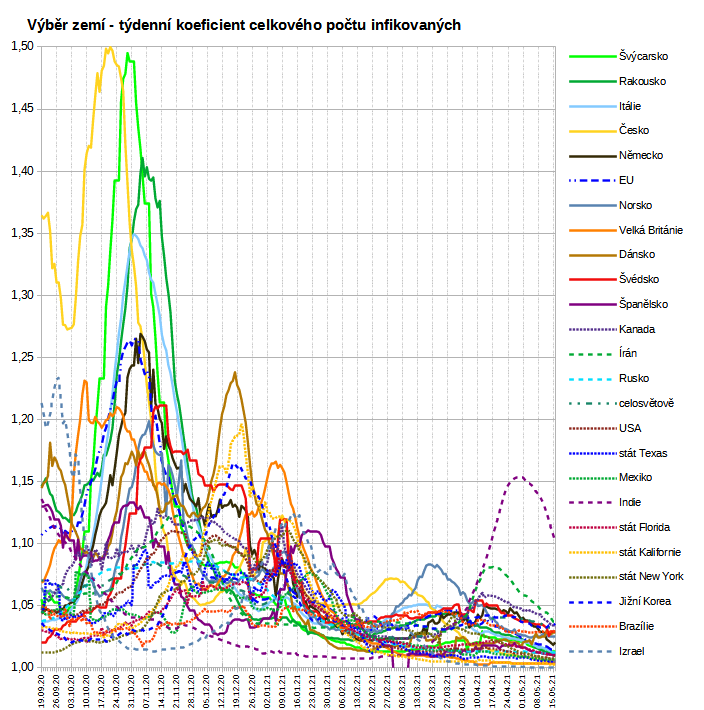 Výběr zemí - týdenní koeficient celkového počtu infikovaných
1,50
1,45
1,40
1,35
1,30
1,25
1,20
1,15
1,10
1,05
1,00
19.09.20
26.09.20
03.10.20
10.10.20
17.10.20
24.10.20
31.10.20
07.11.20
14.11.20
21.11.20
28.11.20
05.12.20
12.12.20
19.12.20
26.12.20
02.01.21
09.01.21
16.01.21
23.01.21
30.01.21
06.02.21
13.02.21
20.02.21
27.02.21
06.03.21
13.03.21
20.03.21
27.03.21
03.04.21
10.04.21
17.04.21
24.04.21
01.05.21
08.05.21
15.05.21
Švýcarsko
Rakousko
Itálie
Česko
Německo
EU
Norsko
Velká Británie
Dánsko
Švédsko
Španělsko
Kanada
Írán
Rusko
celosvětově
USA
stát Texas
Mexiko
Indie
stát Florida
stát Kalifornie
stát New York
Jižní Korea
Brazílie
Izrael